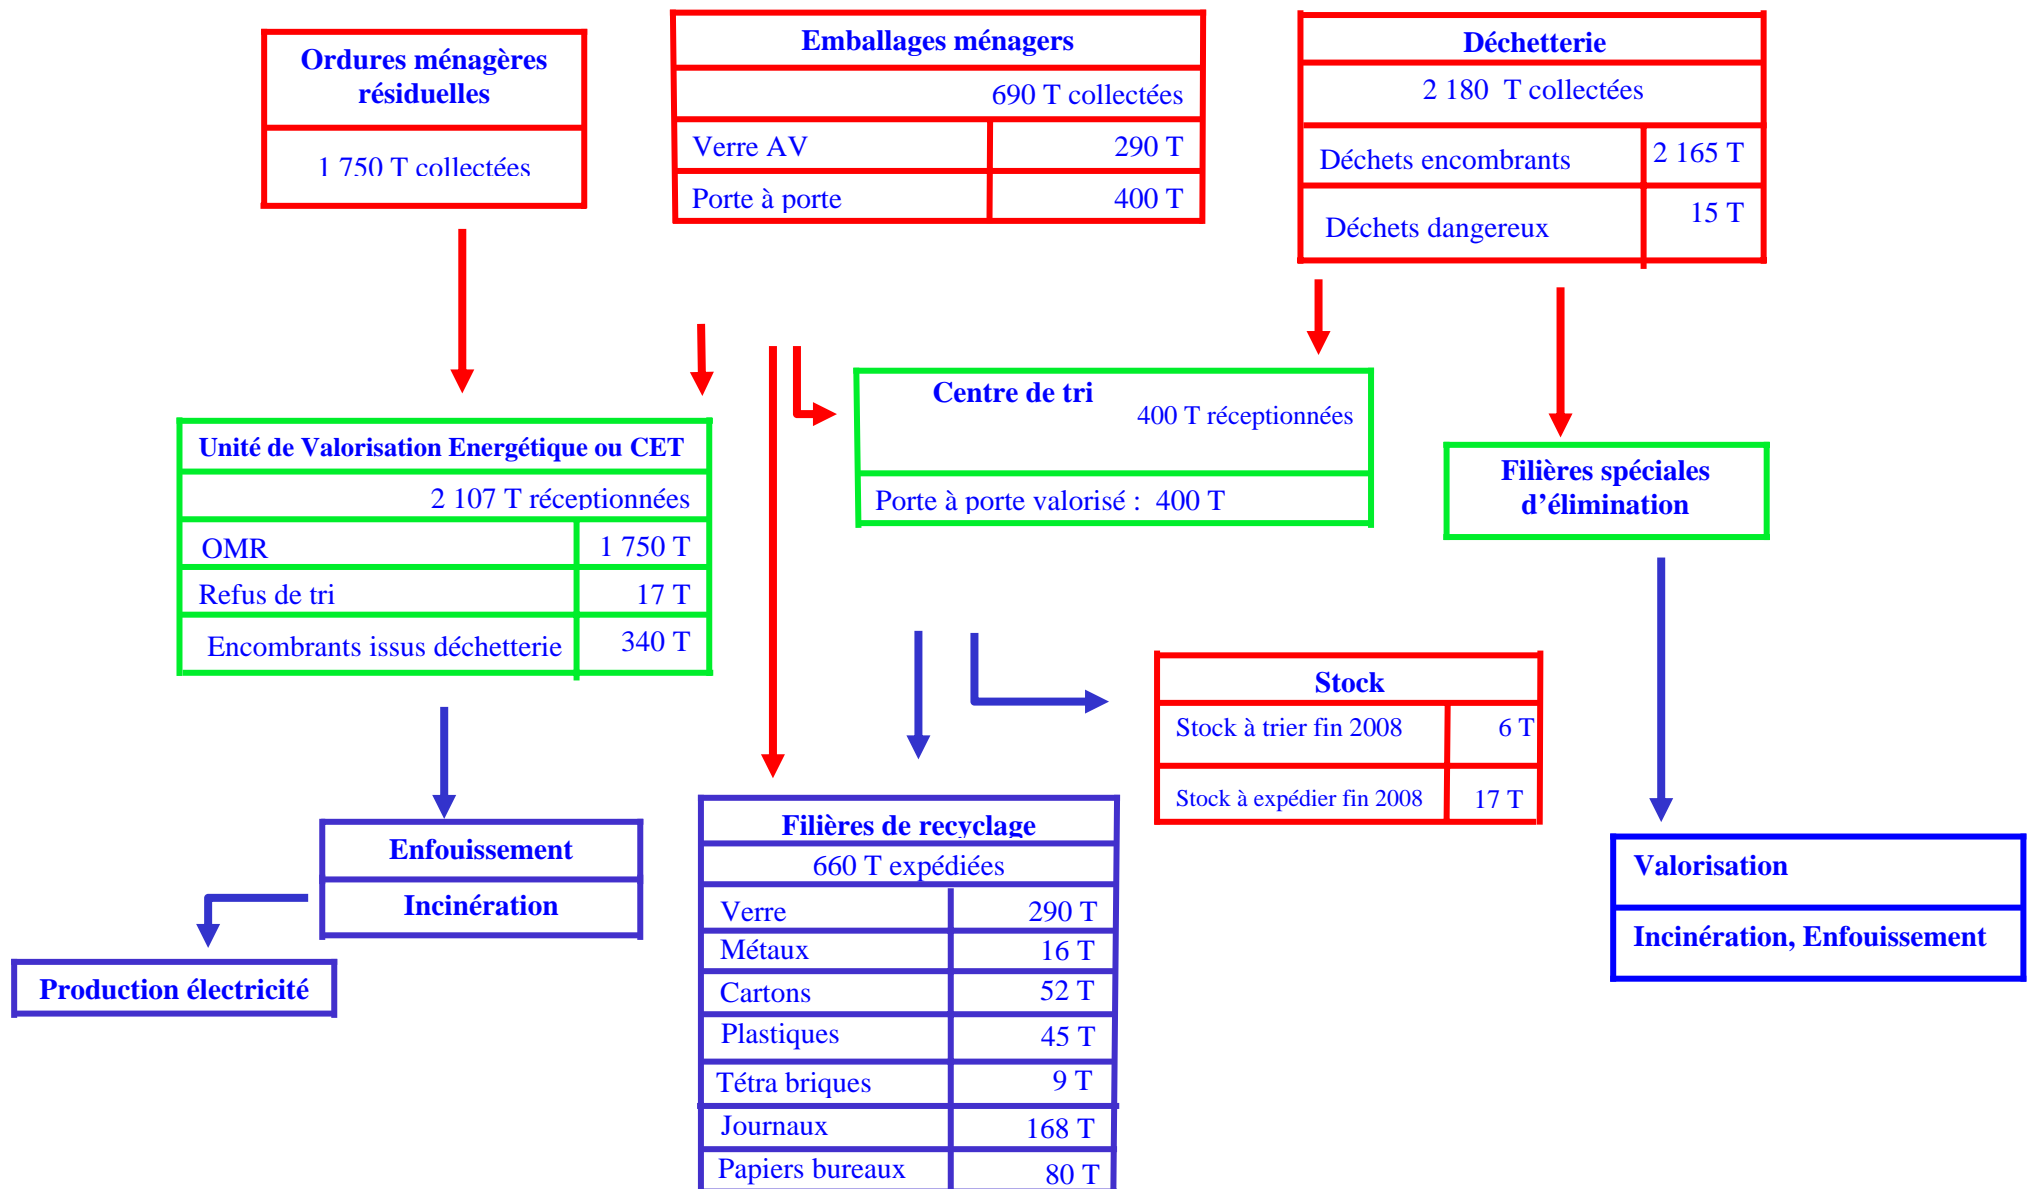 Ordures ménagères
résiduelles
1 750 T collectées
Emballages ménagers
690 T collectées
Verre AV 290 T
Porte à porte 400 T
Déchetterie
2 180 T collectées
Déchets encombrants 2 165 T
Déchets dangereux 15 T
Unité de Valorisation Energétique ou CET
2 107 T réceptionnées
OMR 1 750 T
Refus de tri 17 T
Encombrants issus déchetterie 340 T
Centre de tri
400 T réceptionnées
Porte à porte valorisé : 400 T
Filières spéciales
d’élimination
Stock
Stock à trier fin 2008 6 T
Stock à expédier fin 2008 17 T
Enfouissement
Incinération
Production électricité
Filières de recyclage
660 T expédiées
Verre 290 T
Métaux 16 T
Cartons 52 T
Plastiques 45 T
Tétra briques 9 T
Journaux 168 T
Papiers bureaux 80 T
Valorisation
Incinération, Enfouissement